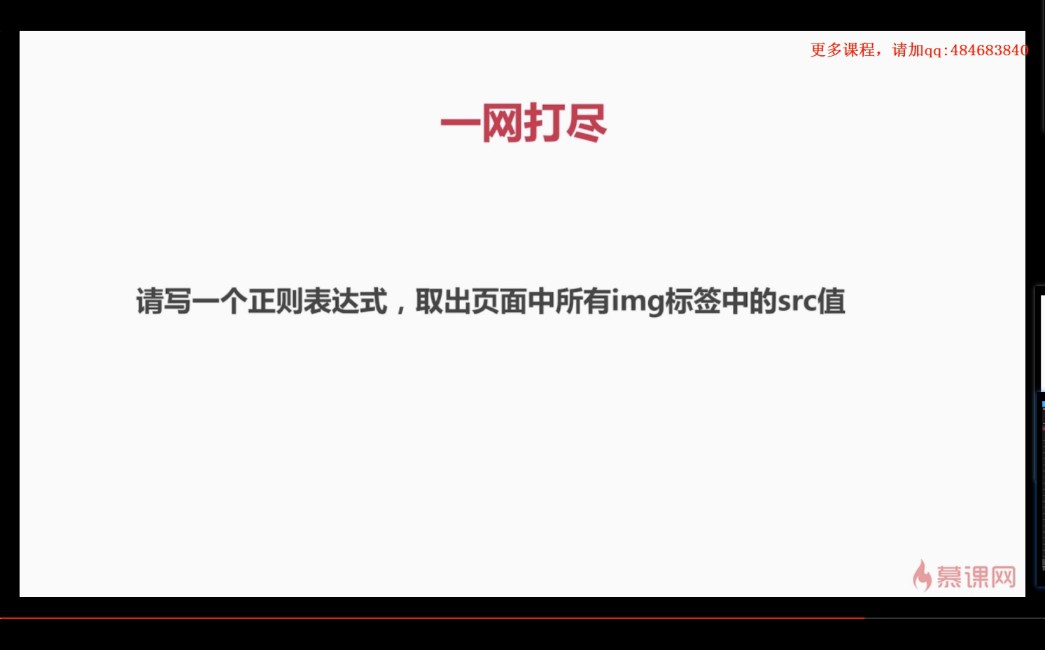 更多课程，请加qq:484683840
一网打尽
请写一个正则表达式，取出页面中所有img标签中的src值
慕课网